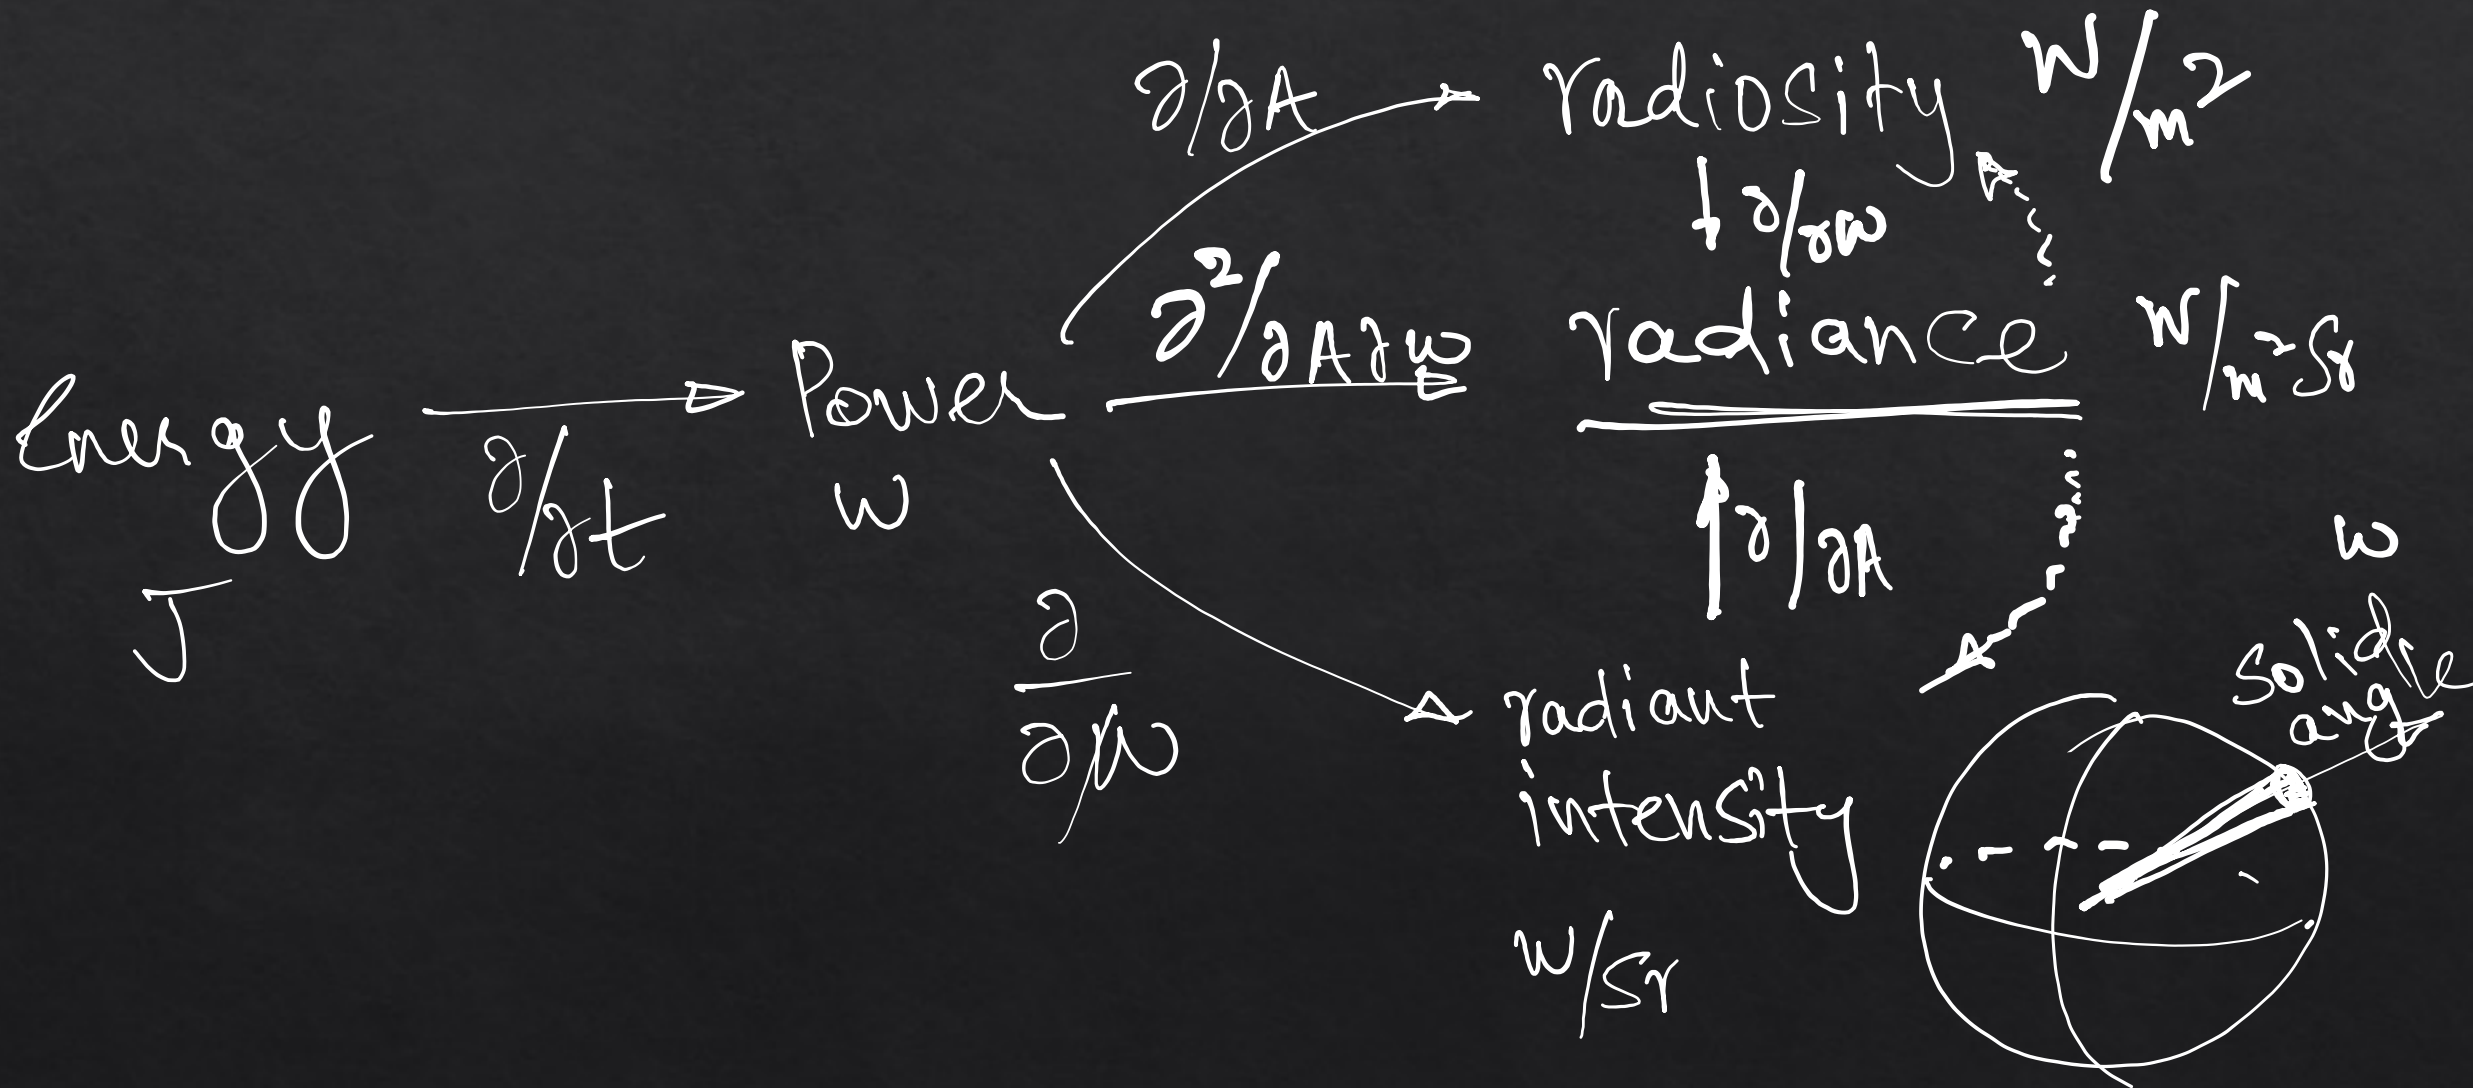 ∂/∂A
radiosity W/m²
∂/∂ω
∂²/∂A∂ω
radiance W/m²Sr
Energy
∂/∂t
Power
J
W
∂/∂A
ω
solid
angle
∂/∂ω
radiant
intensity
W/Sr